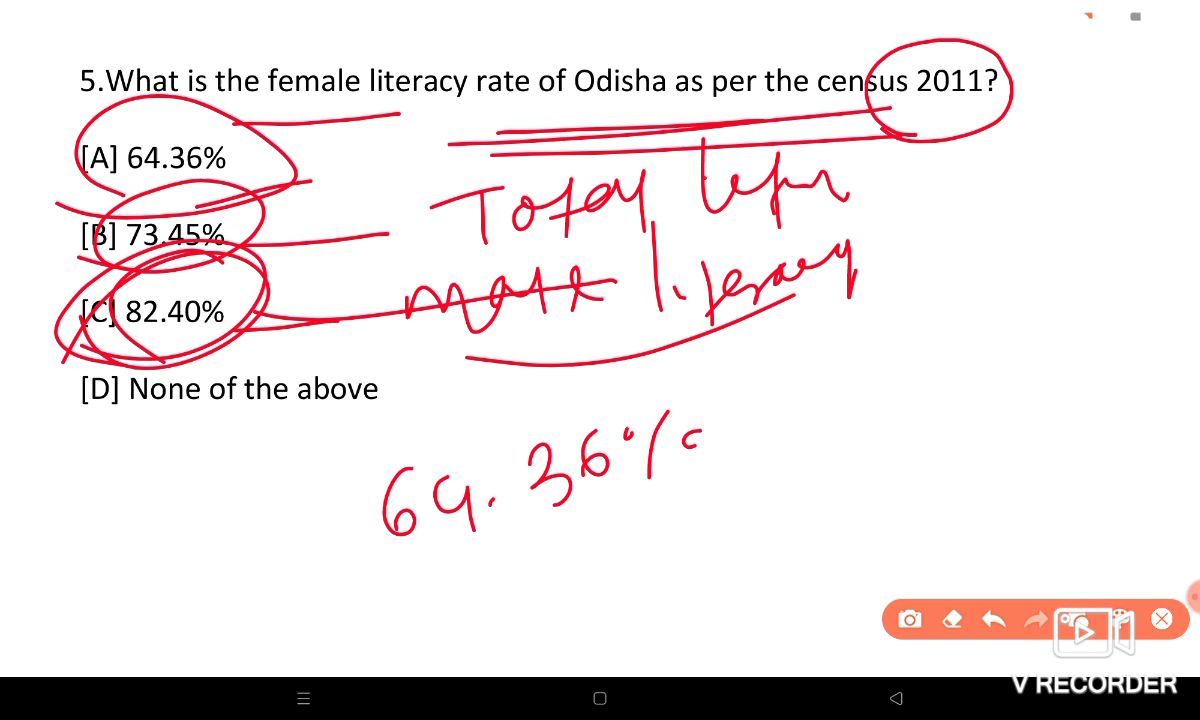 5.What is the female literacy rate of Odisha as per the census 2011?
[A] 64.36%
[B] 73.45%
[C] 82.40%
[D] None of the above
Total
literacy
64.36%
V RECORDER